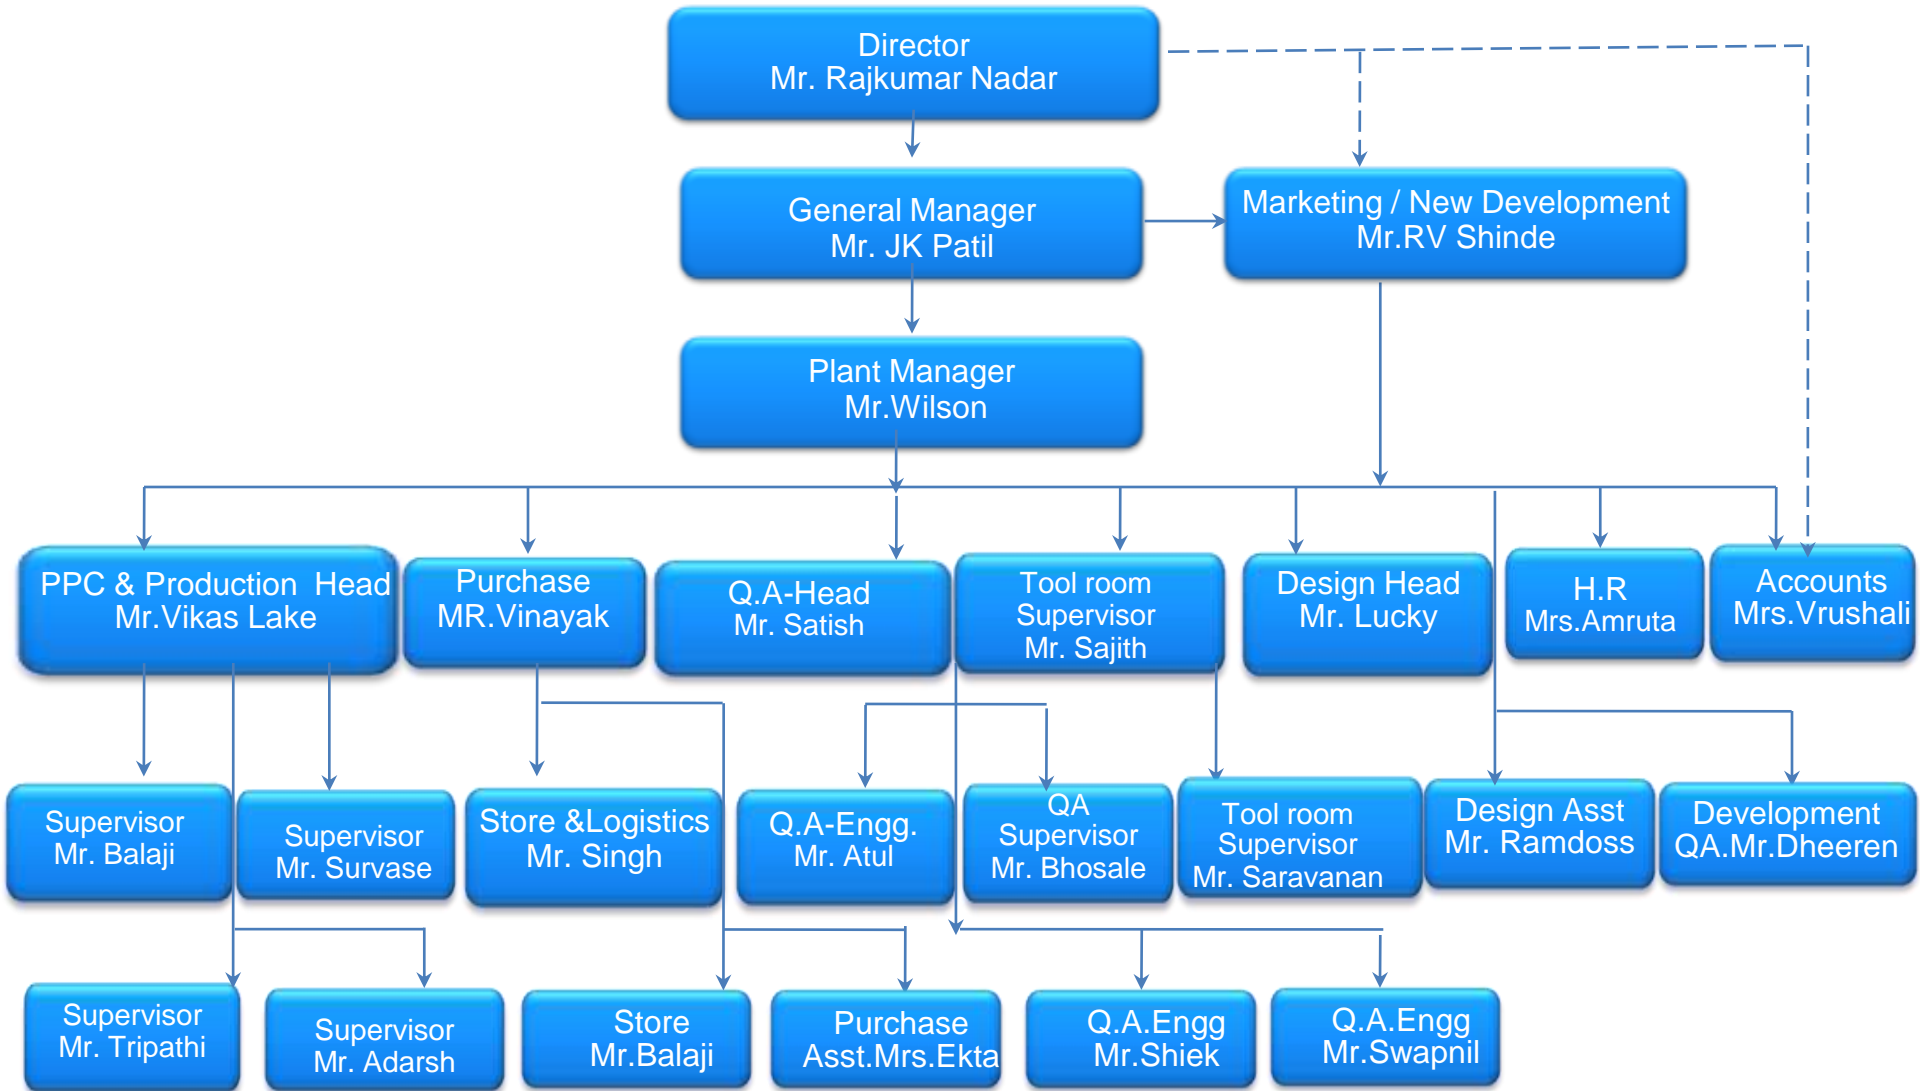 Director
Mr. Rajkumar Nadar
General Manager
Mr. JK Patil
Marketing / New Development
Mr.RV Shinde
Plant Manager
Mr.Wilson
PPC & Production Head
Mr.Vikas Lake
Purchase
MR.Vinayak
Q.A-Head
Mr. Satish
Tool room
Supervisor
Mr. Sajith
Design Head
Mr. Lucky
H.R
Mrs.Amruta
Accounts
Mrs.Vrushali
Supervisor
Mr. Balaji
Supervisor
Mr. Survase
Store &Logistics
Mr. Singh
Q.A-Engg.
Mr. Atul
QA
Supervisor
Mr. Bhosale
Tool room
Supervisor
Mr. Saravanan
Design Asst
Mr. Ramdoss
Development
QA.Mr.Dheeren
Supervisor
Mr. Tripathi
Supervisor
Mr. Adarsh
Store
Mr.Balaji
Purchase
Asst.Mrs.Ekta
Q.A.Engg
Mr.Shiek
Q.A.Engg
Mr.Swapnil